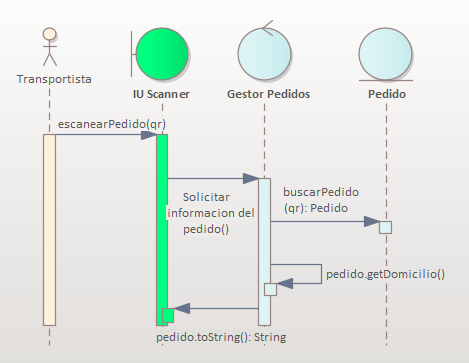 Transportista
IU Scanner
Gestor Pedidos
Pedido
escanearPedido(qr)
Solicitar
informacion del
pedido()
buscarPedido
(qr): Pedido
pedido.getDomicilio()
pedido.toString(): String